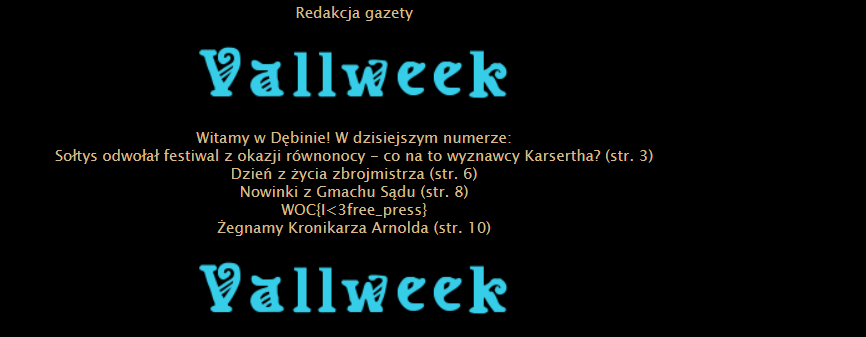 Redakcja gazety
Vallweek
Witamy w Dębinie! W dzisiejszym numerze:
Sołtys odwołał festiwal z okazji równonocy - co na to wyznawcy Karsertha? (str. 3)
Dzień z życia zbrojmistrza (str. 6)
Nowinki z Gmachu Sądu (str. 8)
WOC{I<3free_press}
Żegnamy Kronikarza Arnolda (str. 10)
Vallweek